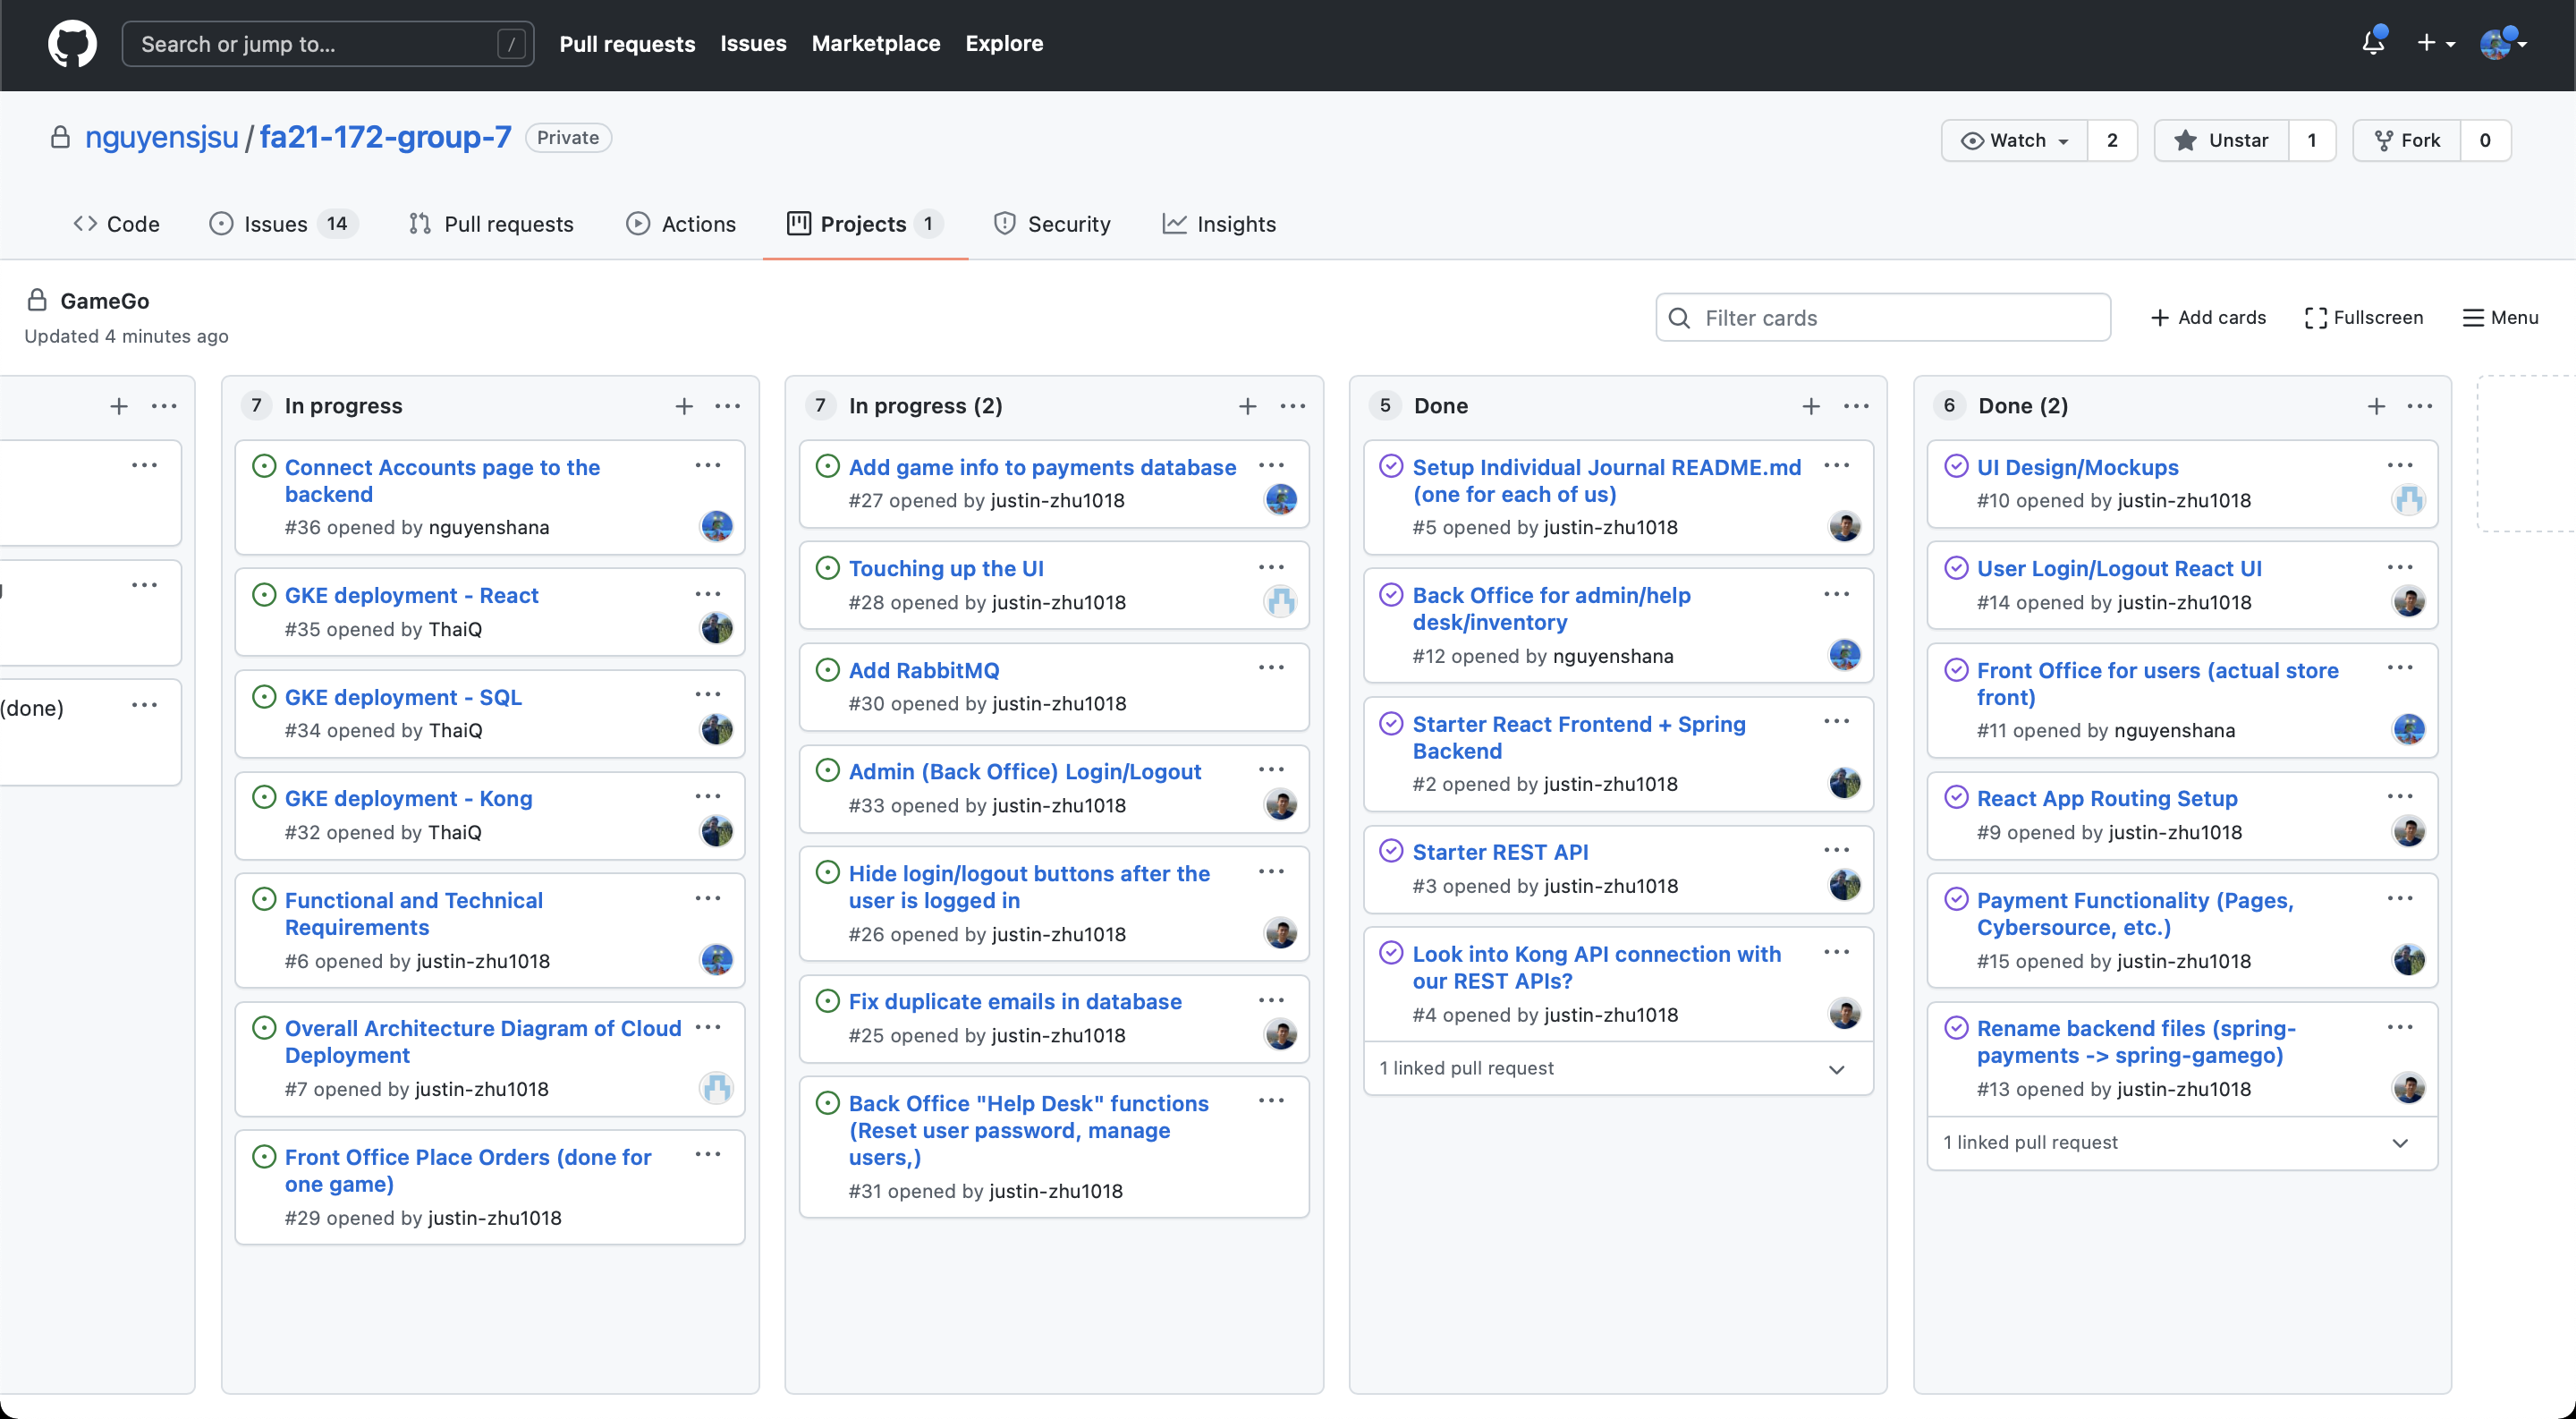 Search or jump to...
/
Pull requests
Issues
Marketplace
Explore
nguyensjsu / fa21-172-group-7
Private
Watch
2
Unstar
1
Fork
0
Code
Issues 14
Pull requests
Actions
Projects 1
Security
Insights
GameGo
Updated 4 minutes ago
Filter cards
Add cards
Fullscreen
Menu
(done)
7 In progress
Connect Accounts page to the
backend
#36 opened by nguyenshana
GKE deployment - React
#35 opened by ThaiQ
GKE deployment - SQL
#34 opened by ThaiQ
GKE deployment - Kong
#32 opened by ThaiQ
Functional and Technical
Requirements
#6 opened by justin-zhu1018
Overall Architecture Diagram of Cloud
Deployment
#7 opened by justin-zhu1018
Front Office Place Orders (done for
one game)
#29 opened by justin-zhu1018
7 In progress (2)
Add game info to payments database
#27 opened by justin-zhu1018
Touching up the UI
#28 opened by justin-zhu1018
Add RabbitMQ
#30 opened by justin-zhu1018
Admin (Back Office) Login/Logout
#33 opened by justin-zhu1018
Hide login/logout buttons after the
user is logged in
#26 opened by justin-zhu1018
Fix duplicate emails in database
#25 opened by justin-zhu1018
Back Office "Help Desk" functions
(Reset user password, manage
users,)
#31 opened by justin-zhu1018
5 Done
Setup Individual Journal README.md
(one for each of us)
#5 opened by justin-zhu1018
Back Office for admin/help
desk/inventory
#12 opened by nguyenshana
Starter React Frontend + Spring
Backend
#2 opened by justin-zhu1018
Starter REST API
#3 opened by justin-zhu1018
Look into Kong API connection with
our REST APIs?
#4 opened by justin-zhu1018
1 linked pull request
6 Done (2)
UI Design/Mockups
#10 opened by justin-zhu1018
User Login/Logout React UI
#14 opened by justin-zhu1018
Front Office for users (actual store
front)
#11 opened by nguyenshana
React App Routing Setup
#9 opened by justin-zhu1018
Payment Functionality (Pages,
Cybersource, etc.)
#15 opened by justin-zhu1018
Rename backend files (spring-
payments -> spring-gamego)
#13 opened by justin-zhu1018
1 linked pull request